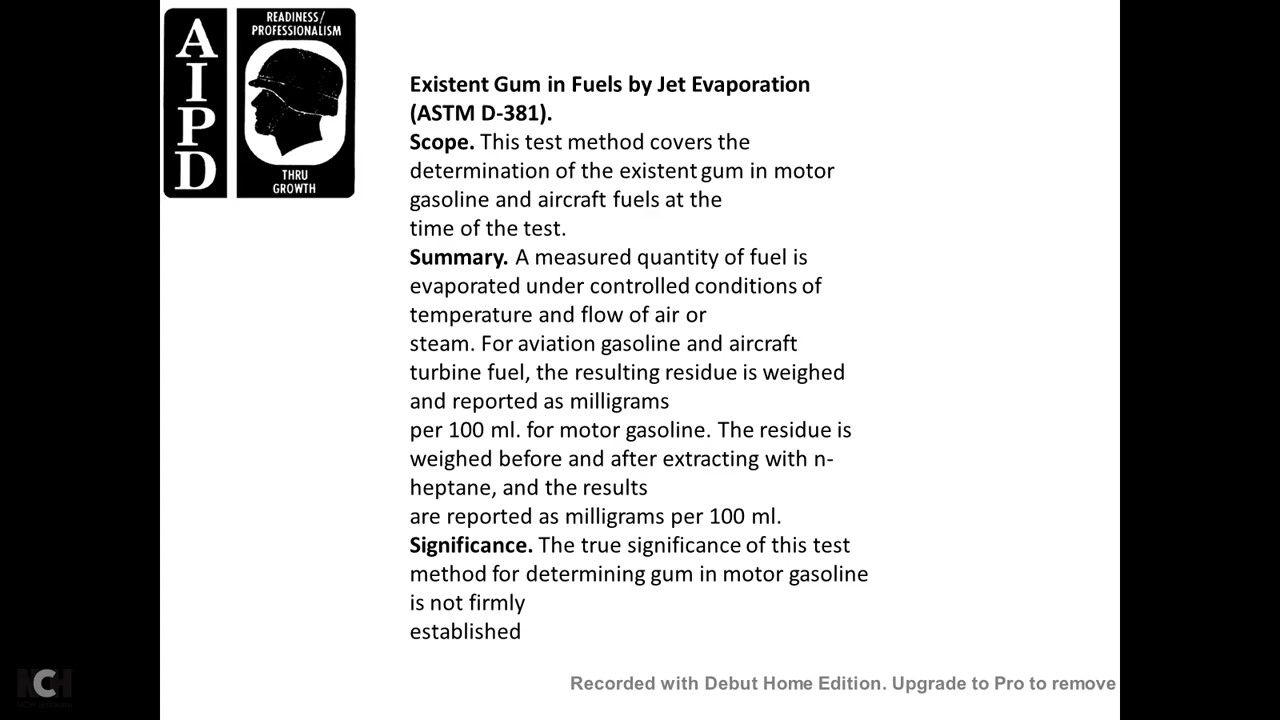 A
I
P
D
READINESS/
PROFESSIONALISM
THRU
GROWTH
Existent Gum in Fuels by Jet Evaporation
(ASTM D-381).
Scope. This test method covers the
determination of the existent gum in motor
gasoline and aircraft fuels at the
time of the test.
Summary. A measured quantity of fuel is
evaporated under controlled conditions of
temperature and flow of air or
steam. For aviation gasoline and aircraft
turbine fuel, the resulting residue is weighed
and reported as milligrams
per 100 ml. for motor gasoline. The residue is
weighed before and after extracting with n-
heptane, and the results
are reported as milligrams per 100 ml.
Significance. The true significance of this test
method for determining gum in motor gasoline
is not firmly
established
NCH
Recorded with Debut Home Edition. Upgrade to Pro to remove